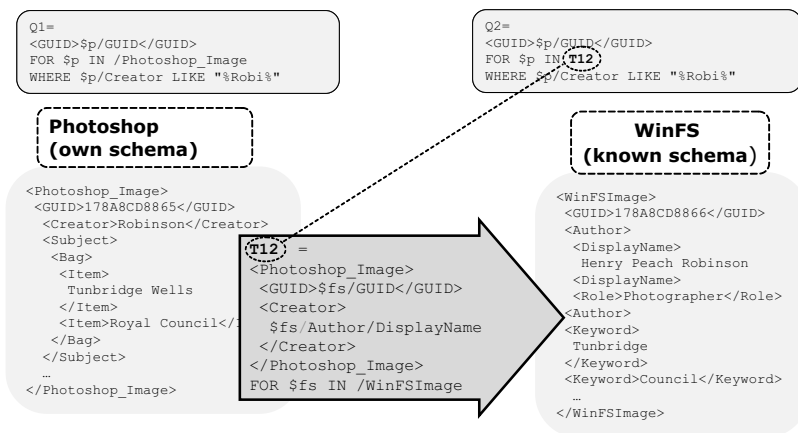 Q1=
<GUID>$p/GUID</GUID>
FOR $p IN /Photoshop_Image
WHERE $p/Creator LIKE "%Robi%"
Q2=
<GUID>$p/GUID</GUID>
FOR $p IN T12
WHERE $p/Creator LIKE "%Robi%"
Photoshop
(own schema)
WinFS
(known schema)
<Photoshop_Image>
<GUID>178A8CD8865</GUID>
<Creator>Robinson</Creator>
<Subject>
<Bag>
<Item>
Tunbridge Wells
</Item>
<Item>Royal Council</
</Bag>
</Subject>
…
</Photoshop_Image>
T12 =
<Photoshop_Image>
<GUID>$fs/GUID</GUID>
<Creator>
$fs/Author/DisplayName
</Creator>
</Photoshop_Image>
FOR $fs IN /WinFSImage
<WinFSImage>
<GUID>178A8CD8866</GUID>
<Author>
<DisplayName>
Henry Peach Robinson
<DisplayName>
<Role>Photographer</Role>
<Author>
<Keyword>
Tunbridge
</Keyword>
<Keyword>Council</Keyword>
…
</WinFSImage>